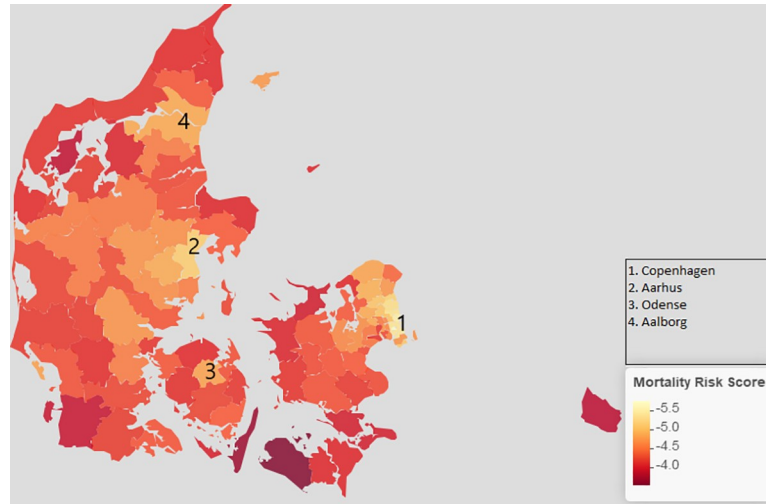 4
2
1
3
1. Copenhagen
2. Aarhus
3. Odense
4. Aalborg
Mortality Risk Score
-5.5
-5.0
-4.5
-4.0